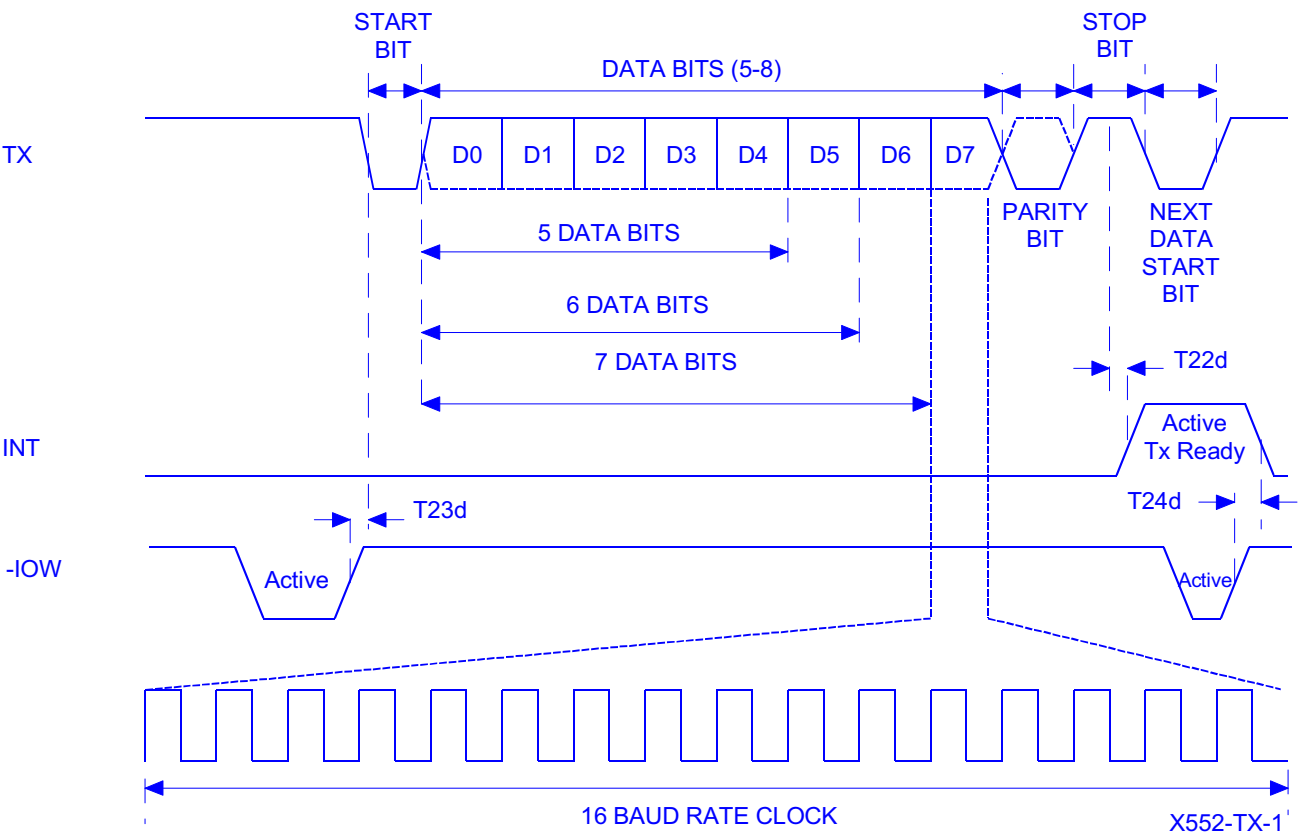 START
BIT
STOP
BIT
DATA BITS (5-8)
TX
D0 D1 D2 D3 D4 D5 D6 D7
PARITY
BIT
NEXT
DATA
START
BIT
5 DATA BITS
6 DATA BITS
7 DATA BITS
T22d
INT
Active
Tx Ready
T23d
T24d
-IOW
Active
Active
16 BAUD RATE CLOCK
X552-TX-1